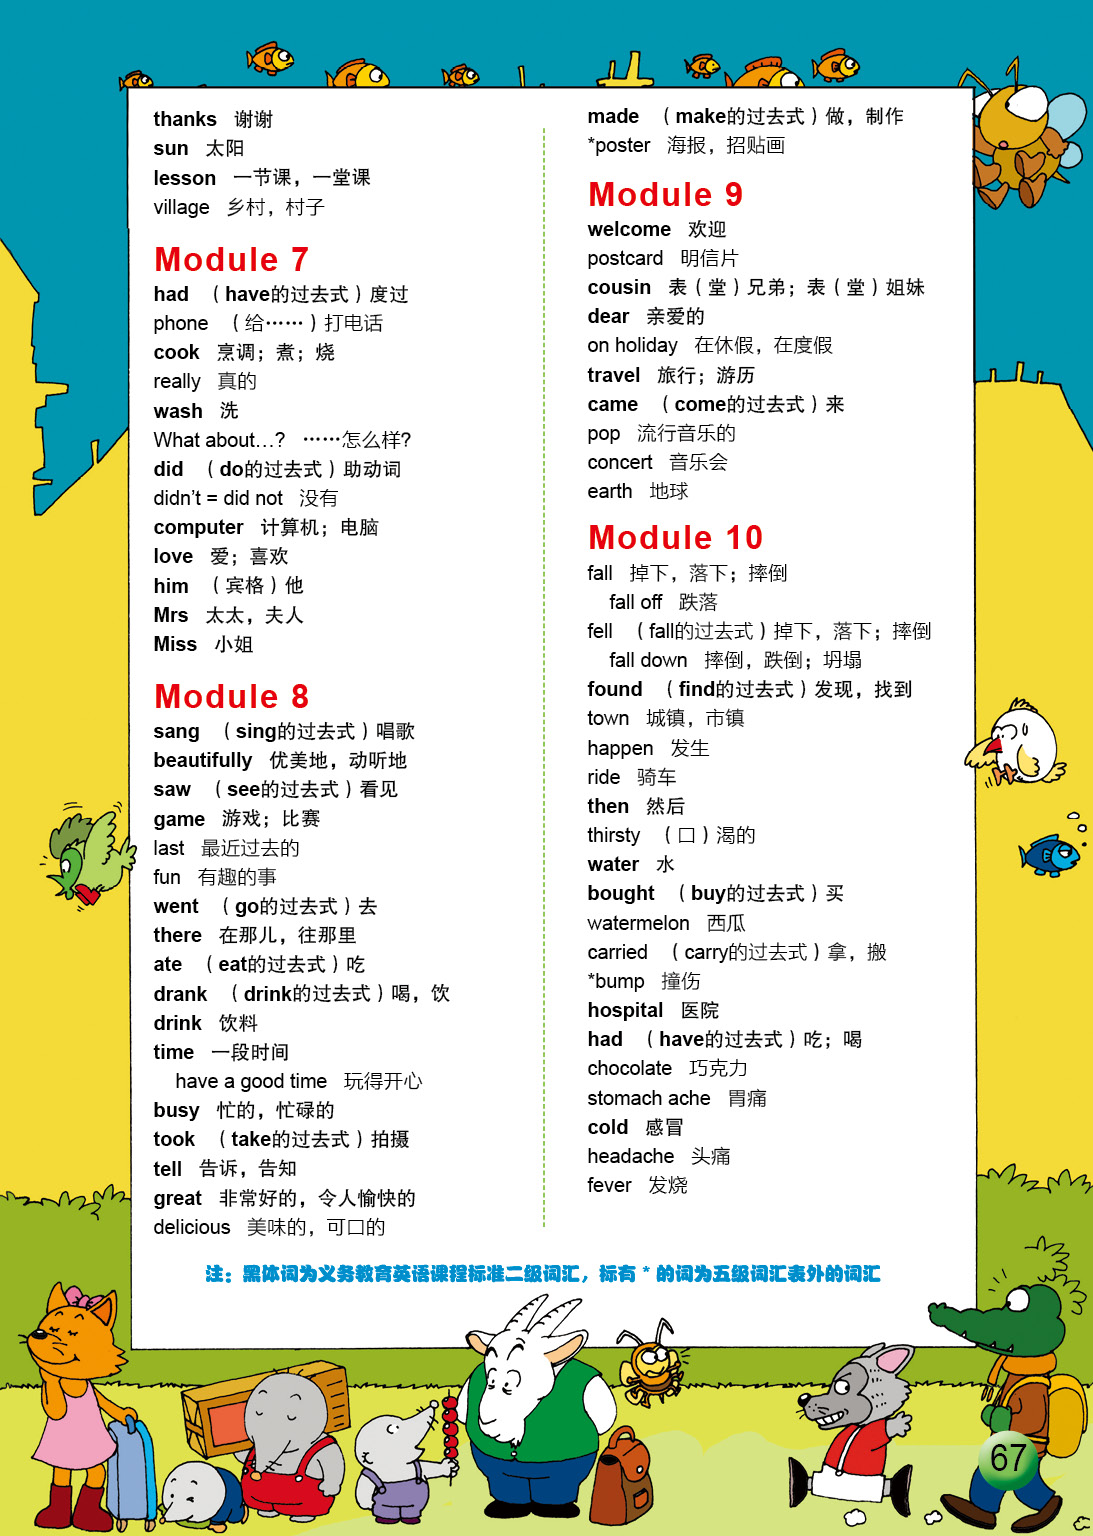 thanks 谢谢
sun 太阳
lesson 一节课，一堂课
village 乡村，村子
Module 7
had （have的过去式）度过
phone （给……）打电话
cook 烹调；煮；烧
really 真的
wash 洗
What about…? ……怎么样?
did （do的过去式）助动词
didn't = did not 没有
computer 计算机；电脑
love 爱；喜欢
him （宾格）他
Mrs 太太，夫人
Miss 小姐
Module 8
sang （sing的过去式）唱歌
beautifully 优美地，动听地
saw （see的过去式）看见
game 游戏；比赛
last 最近过去的
fun 有趣的事
went （go的过去式）去
there 在那儿，往那里
ate （eat的过去式）吃
drank （drink的过去式）喝，饮
drink 饮料
time 一段时间
have a good time 玩得开心
busy 忙的，忙碌的
took （take的过去式）拍摄
tell 告诉，告知
great 非常好的，令人愉快的
delicious 美味的，可口的
made （make的过去式）做，制作
*poster 海报，招贴画
Module 9
welcome 欢迎
postcard 明信片
cousin 表（堂）兄弟；表（堂）姐妹
dear 亲爱的
on holiday 在休假，在度假
travel 旅行；游历
came （come的过去式）来
pop 流行音乐的
concert 音乐会
earth 地球
Module 10
fall 掉下，落下；摔倒
fall off 跌落
fell （fall的过去式）掉下，落下；摔倒
fall down 摔倒，跌倒；坍塌
found （find的过去式）发现，找到
town 城镇，市镇
happen 发生
ride 骑车
then 然后
thirsty （口）渴的
water 水
bought （buy的过去式）买
watermelon 西瓜
carried （carry的过去式）拿，搬
*bump 撞伤
hospital 医院
had （have的过去式）吃；喝
chocolate 巧克力
stomach ache 胃痛
cold 感冒
headache 头痛
fever 发烧
注：黑体词为义务教育英语课程标准二级词汇，标有 * 的词为五级词汇表外的词汇
67